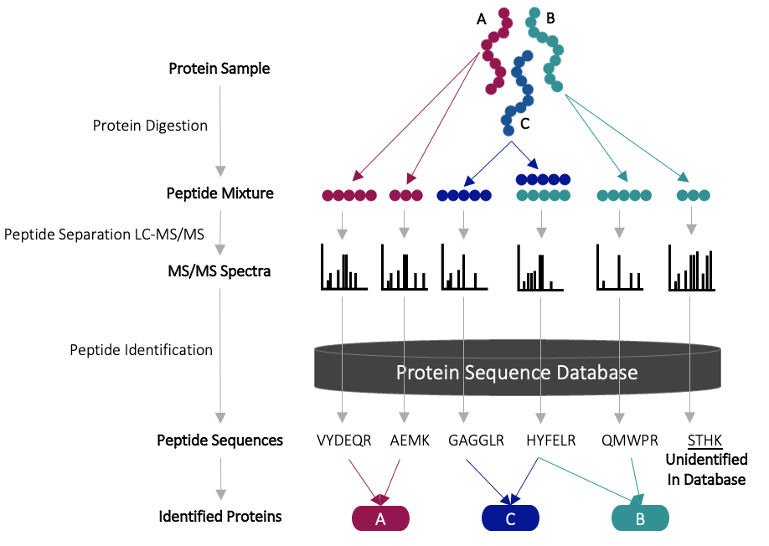 A
B
Protein Sample
C
Protein Digestion
Peptide Mixture
Peptide Separation LC-MS/MS
MS/MS Spectra
Peptide Identification
Protein Sequence Database
Peptide Sequences
VYDEQR
AEMK
GAGGLR
HYFELR
QMWPR
STHK
Unidentified
In Database
Identified Proteins
A
C
B